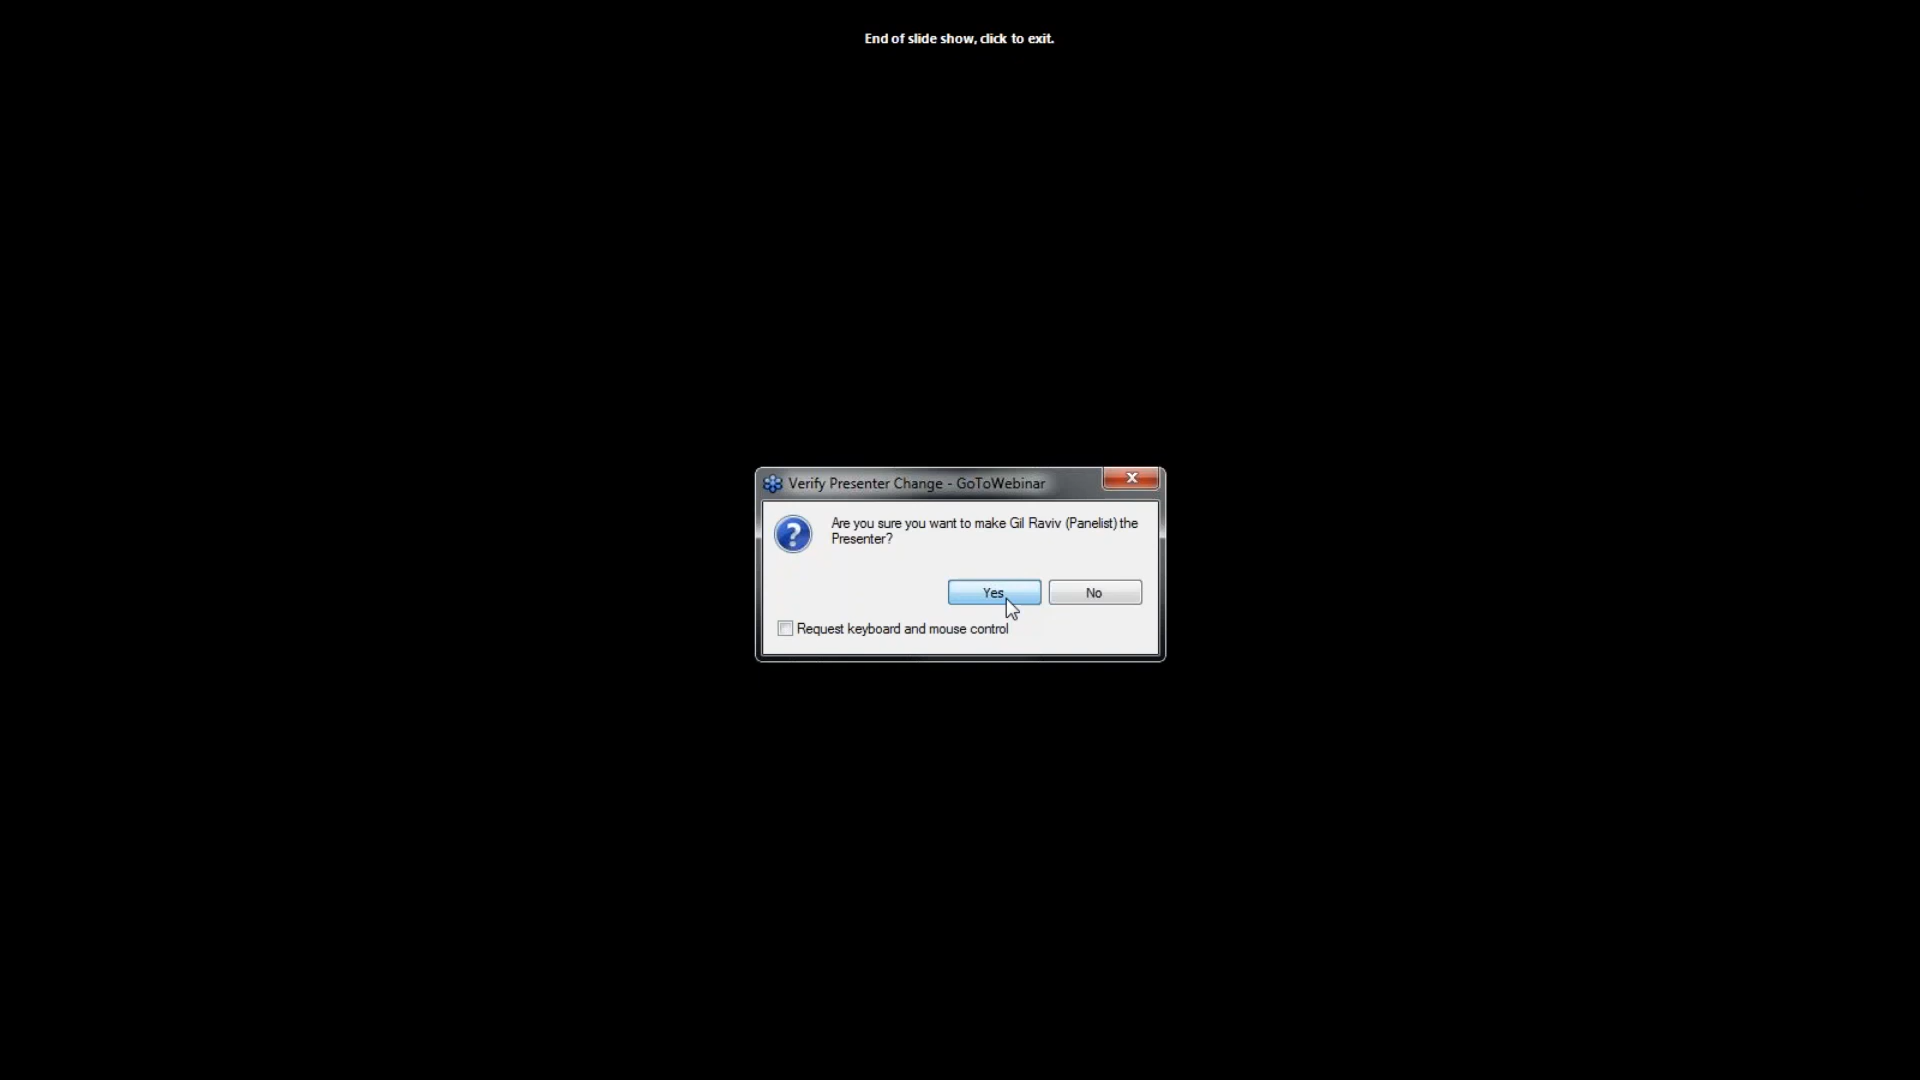 End of slide show, click to exit.
Verify Presenter Change - GoToWebinar
Are you sure you want to make Gil Raviv (Panelist) the
Presenter?
Yes
No
Request keyboard and mouse control